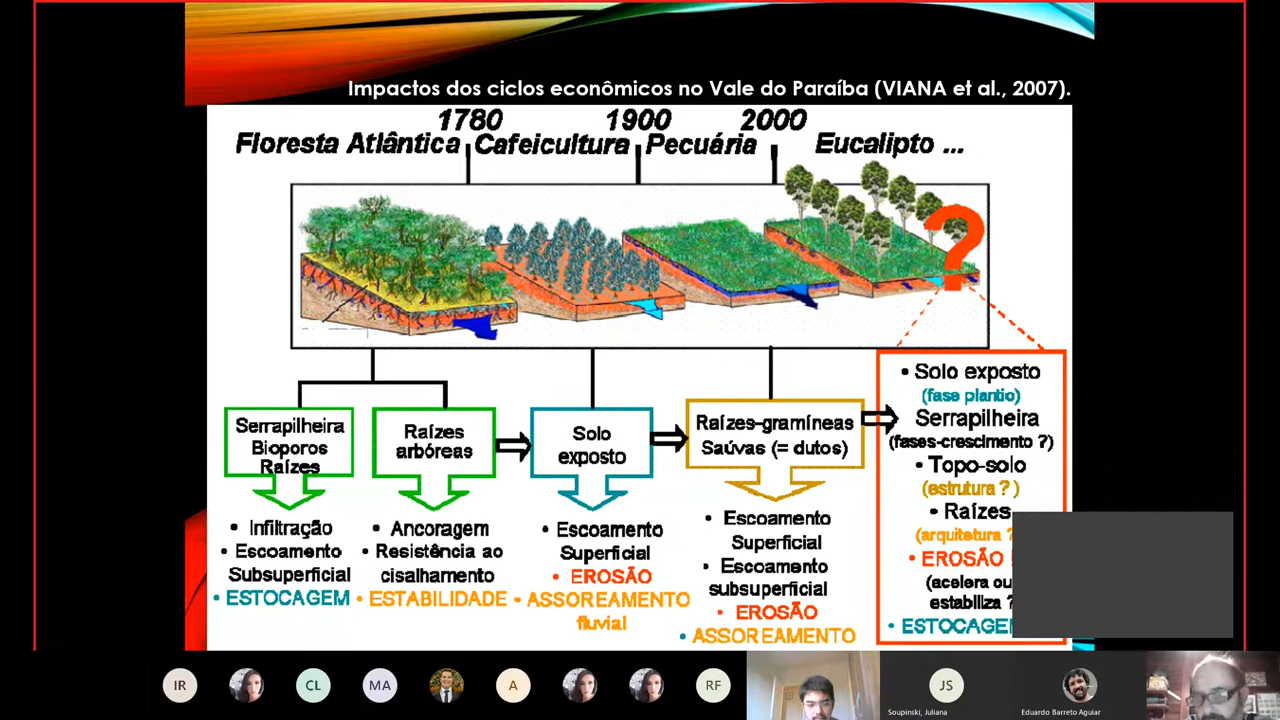 Impactos dos ciclos econômicos no Vale do Paraíba (VIANA et al., 2007).
1780 1900 2000
Floresta Atlântica Cafeicultura Pecuária Eucalipto ...
?
Serrapilheira
Bioporos
Raízes
Raízes
arbóreas
Solo
exposto
Raízes-gramíneas
Saúvas (= dutos)
• Infiltração
• Escoamento
Subsuperficial
• ESTOCAGEM
• Ancoragem
• Resistência ao
cisalhamento
• ESTABILIDADE
• Escoamento
Superficial
• EROSÃO
• ASSOREAMENTO
fluvial
• Escoamento
Superficial
• Escoamento
subsuperficial
• EROSÃO
• ASSOREAMENTO
• Solo exposto
(fase plantio)
Serrapilheira
(fases-crescimento ?)
• Topo-solo
(estrutura ? )
• Raízes
(arquitetura ?
• EROSÃO
(acelera ou
estabiliza ?
• ESTOCAGE
IR
CL
MA
A
RF
JS
Soupinski, Juliana
Eduardo Barreto Aguiar